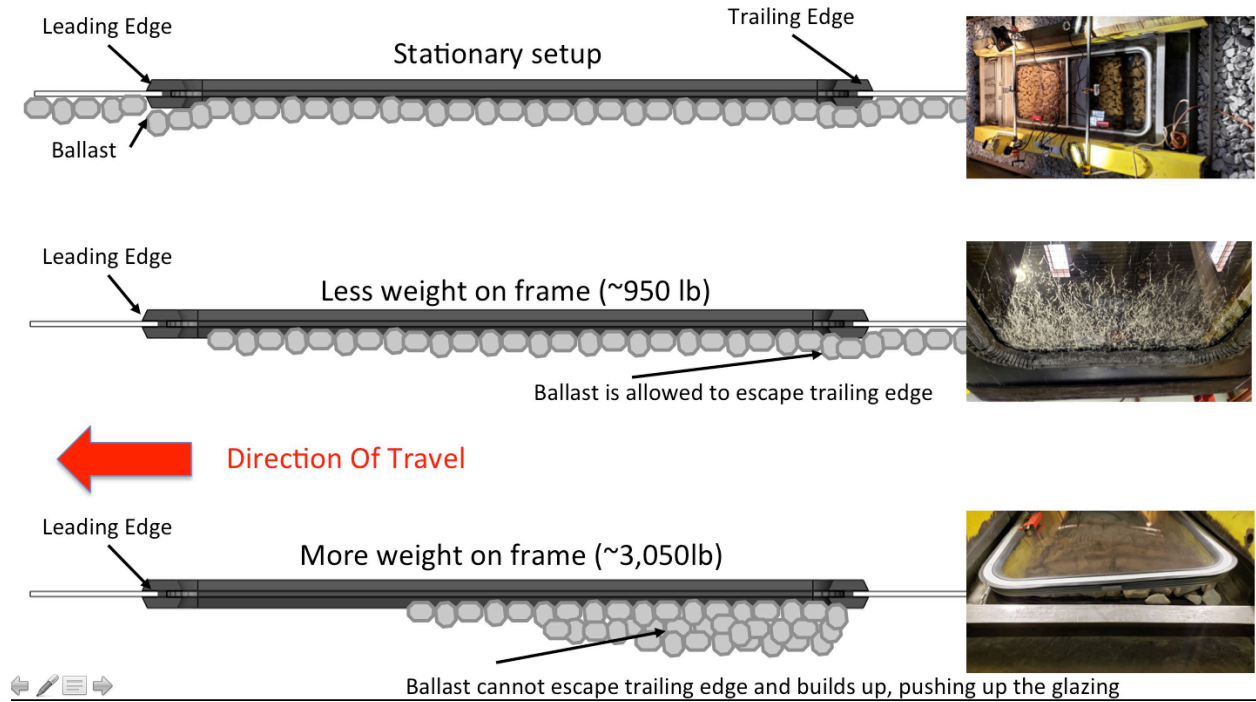 Leading Edge
Trailing Edge
Stationary setup
Ballast
Leading Edge
Less weight on frame (~950 lb)
Ballast is allowed to escape trailing edge
Direction Of Travel
Leading Edge
More weight on frame (~3,050lb)
Ballast cannot escape trailing edge and builds up, pushing up the glazing